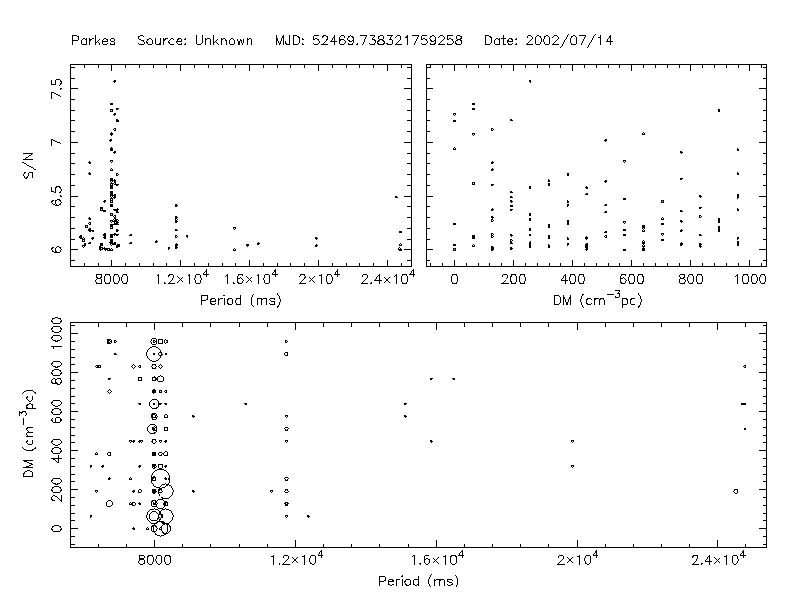 Parkes Source: Unknown MJD: 52469.738321759258 Date: 2002/07/14
7.5
7
6.5
6
S/N
8000 1.2×10⁴ 1.6×10⁴ 2×10⁴ 2.4×10⁴
Period (ms)
0 200 400 600 800 1000
DM (cm⁻³pc)
1000
800
600
400
200
0
DM (cm⁻³pc)
8000 1.2×10⁴ 1.6×10⁴ 2×10⁴ 2.4×10⁴
Period (ms)